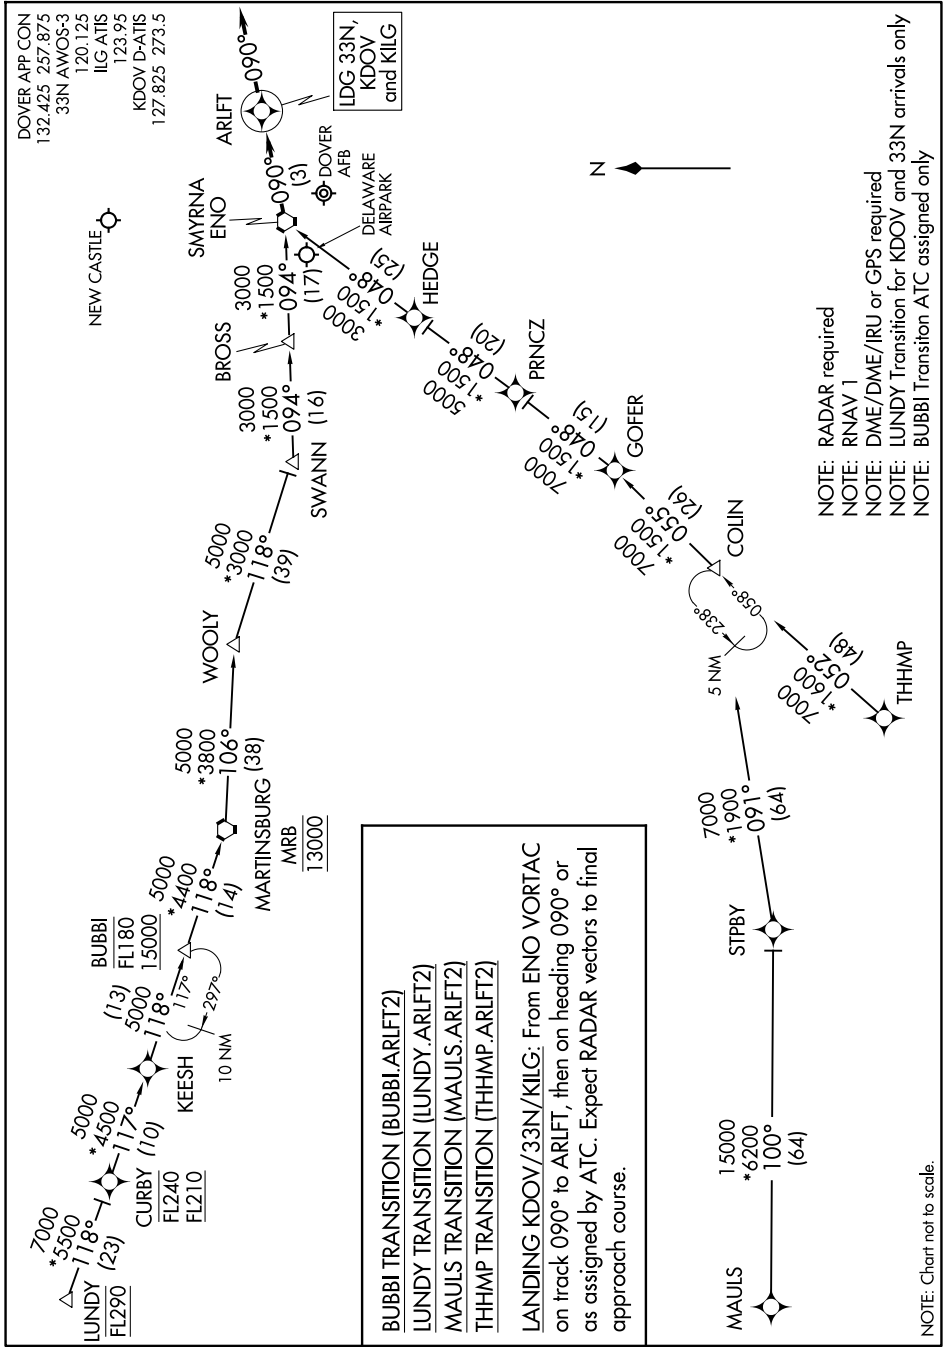 DOVER APP CON
132.425 257.875
33N AWOS-3
120.125
ILG ATIS
123.95
KDOV D-ATIS
127.825 273.5
NEW CASTLE
LDG 33N,
KDOV
and KILG
ARLFT
090°
090°
(3)
SMYRNA
ENO
DOVER
AFB
DELAWARE
AIRPARK
N
LUNDY
FL290
7000
*5500
118°
(23)
CURBY
FL240
FL210
5000
*4500
117°
(10)
KEESH
(13)
5000
118°
BUBBI
FL180
15000
117°
297°
10 NM
5000
*4400
118°
(14)
MARTINSBURG
MRB
13000
5000
*3800
106°
(38)
WOOLY
5000
*3000
118°
(39)
SWANN
3000
*1500
094°
(16)
BROSS
3000
*1500
094°
(17)
3000
*1500
048°
(25)
HEDGE
5000
*1500
048°
(20)
PRNCZ
7000
*1500
048°
(15)
GOFER
7000
*1500
055°
(26)
COLIN
238°
058°
5 NM
7000
*1600
052°
(48)
THHMP
7000
*1900
091°
(64)
STPBY
15000
*6200
100°
(64)
MAULS
BUBBI TRANSITION (BUBBI.ARLFT2)
LUNDY TRANSITION (LUNDY.ARLFT2)
MAULS TRANSITION (MAULS.ARLFT2)
THHMP TRANSITION (THHMP.ARLFT2)
LANDING KDOV/33N/KILG: From ENO VORTAC
on track 090° to ARLFT, then on heading 090° or
as assigned by ATC. Expect RADAR vectors to final
approach course.
NOTE: RADAR required
NOTE: RNAV 1
NOTE: DME/DME/IRU or GPS required
NOTE: LUNDY Transition for KDOV and 33N arrivals only
NOTE: BUBBI Transiton ATC assigned only
NOTE: Chart not to scale.